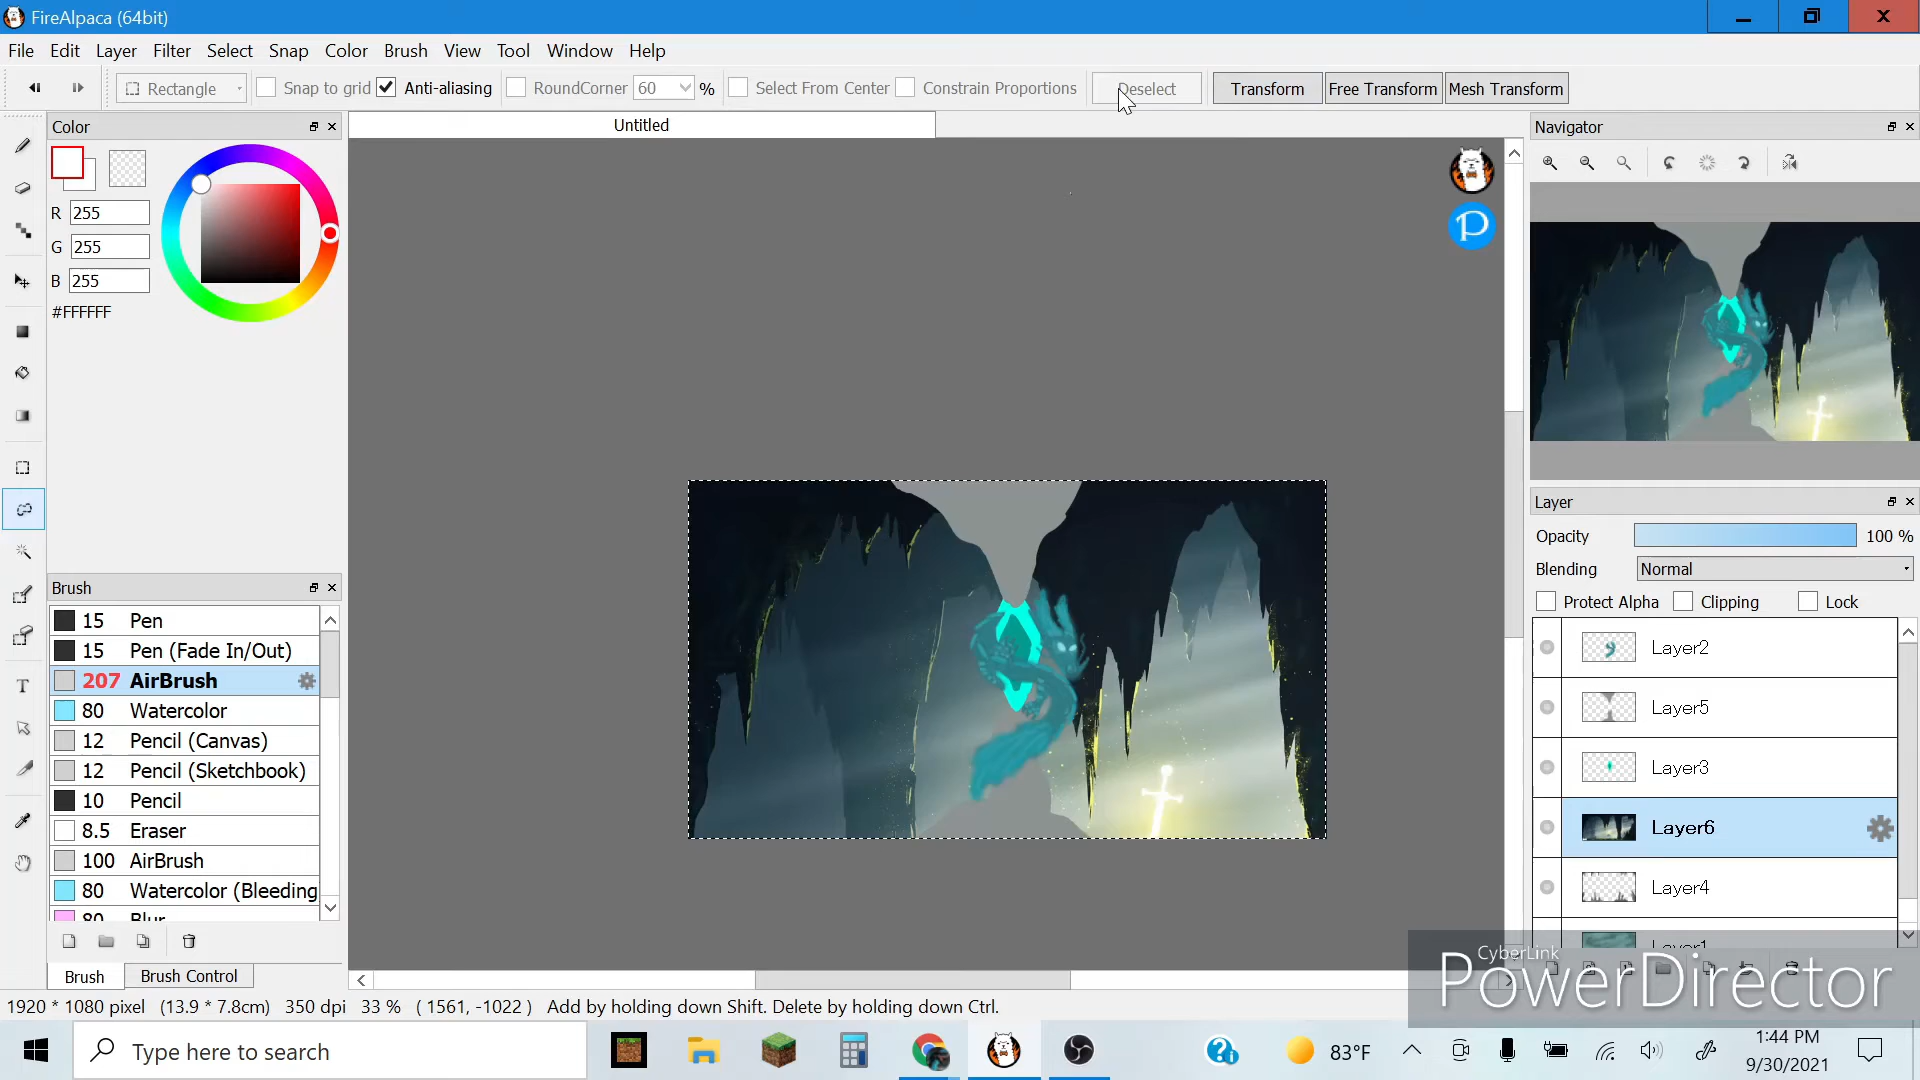 FireAlpaca (64bit)
File Edit Layer Filter Select Snap Color Brush View Tool Window Help
Rectangle Snap to grid Anti-aliasing RoundCorner 60 % Select From Center Constrain Proportions Deselect Transform Free Transform Mesh Transform
Color
Untitled
Navigator
R 255
G 255
B 255
#FFFFFF
Layer
Opacity 100 %
Blending Normal
Protect Alpha Clipping Lock
Brush
15 Pen
15 Pen (Fade In/Out)
207 AirBrush
80 Watercolor
12 Pencil (Canvas)
12 Pencil (Sketchbook)
10 Pencil
8.5 Eraser
100 AirBrush
80 Watercolor (Bleeding
80 Blur
Layer2
Layer5
Layer3
Layer6
Layer4
Layer1
Brush Brush Control
CyberLink
PowerDirector
1920 * 1080 pixel (13.9 * 7.8cm) 350 dpi 33 % ( 1561, -1022 ) Add by holding down Shift. Delete by holding down Ctrl.
Type here to search
83°F
1:44 PM
9/30/2021